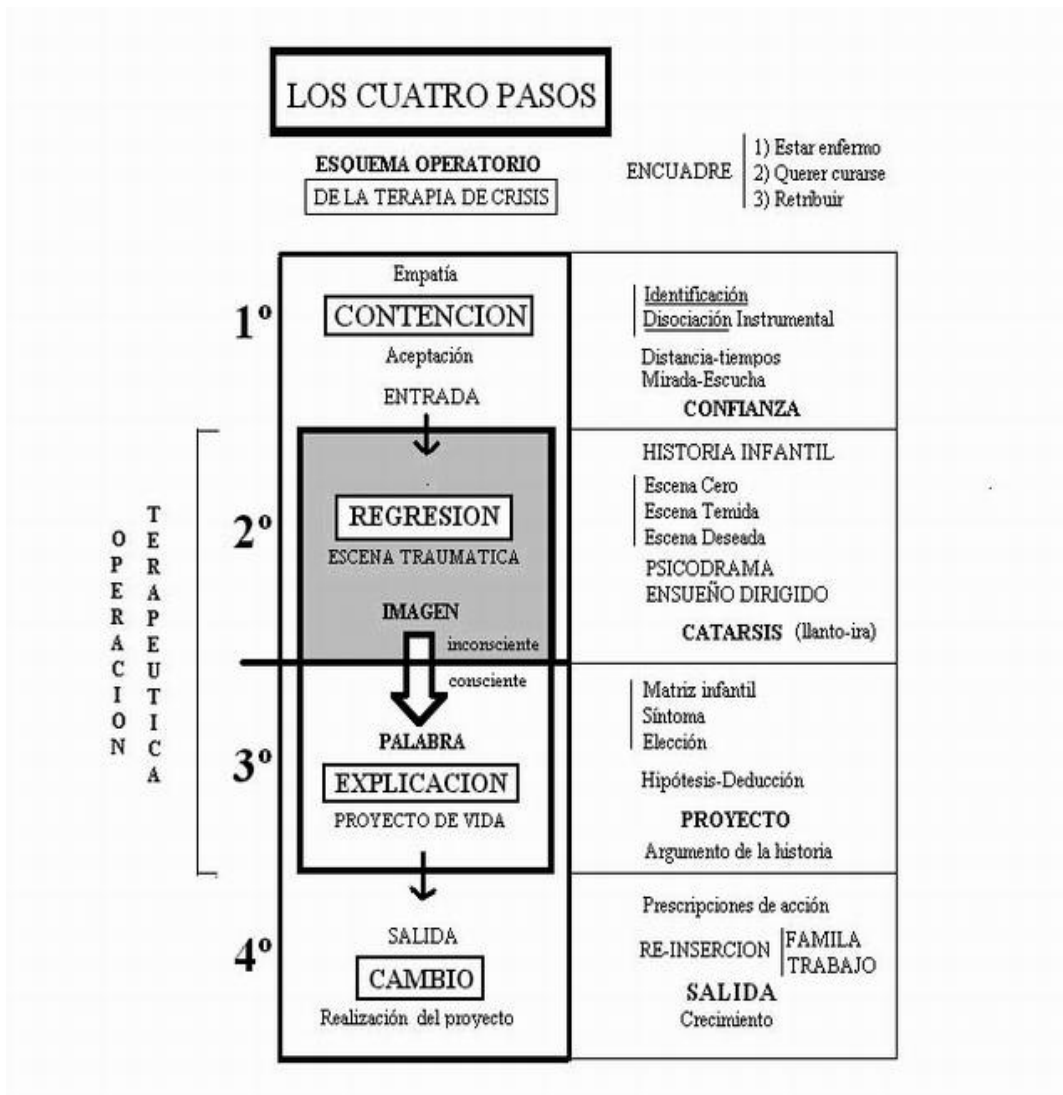 LOS CUATRO PASOS
ESQUEMA OPERATORIO
DE LA TERAPIA DE CRISIS
ENCUADRE
1) Estar enfermo
2) Querer curarse
3) Retribuir
1º
Empatía
CONTENCION
Aceptación
ENTRADA
Identificación
Disociación Instrumental
Distancia-tiempos
Mirada-Escucha
CONFIANZA
OPERACION
TERAPEUTICA
2º
REGRESION
ESCENA TRAUMATICA
IMAGEN
inconsciente
HISTORIA INFANTIL
Escena Cero
Escena Temida
Escena Deseada
PSICODRAMA
ENSUEÑO DIRIGIDO
CATARSIS (llanto-ira)
consciente
3º
PALABRA
EXPLICACION
PROYECTO DE VIDA
Matriz infantil
Síntoma
Elección
Hipótesis-Deducción
PROYECTO
Argumento de la historia
4º
SALIDA
CAMBIO
Realización del proyecto
Prescripciones de acción
RE-INSERCION
FAMILA
TRABAJO
SALIDA
Crecimiento